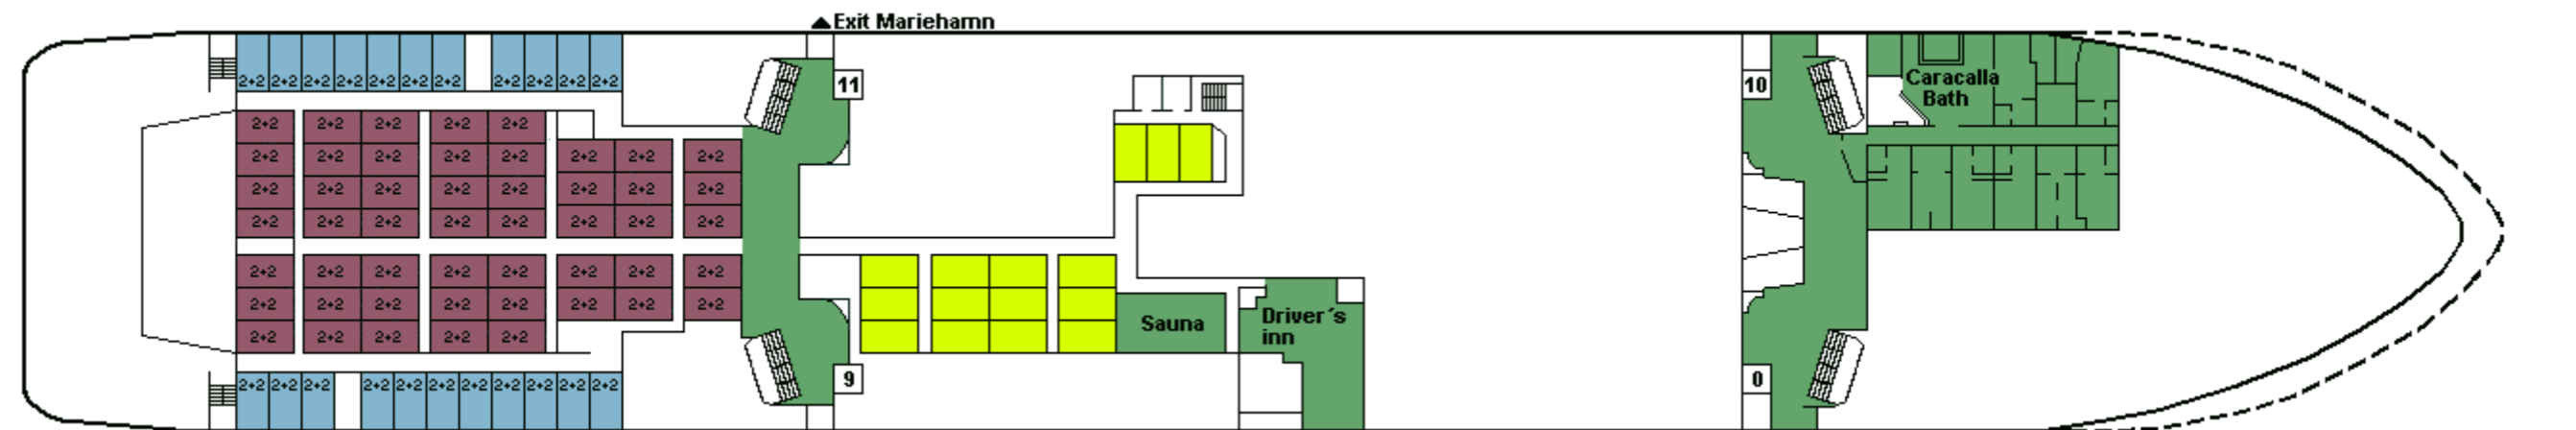 Exit Mariehamn
2+2 2+2 2+2 2+2 2+2 2+2 2+2 2+2 2+2 2+2 2+2
11
10
Caracalla
Bath
2+2 2+2 2+2 2+2 2+2
2+2 2+2 2+2 2+2 2+2 2+2 2+2 2+2
2+2 2+2 2+2 2+2 2+2 2+2 2+2 2+2
2+2 2+2 2+2 2+2 2+2 2+2 2+2 2+2
2+2 2+2 2+2 2+2 2+2 2+2 2+2 2+2
2+2 2+2 2+2 2+2 2+2 2+2 2+2 2+2
2+2 2+2 2+2 2+2 2+2
Sauna
Driver´s
inn
2+2 2+2 2+2 2+2 2+2 2+2 2+2 2+2 2+2 2+2 2+2
9
0